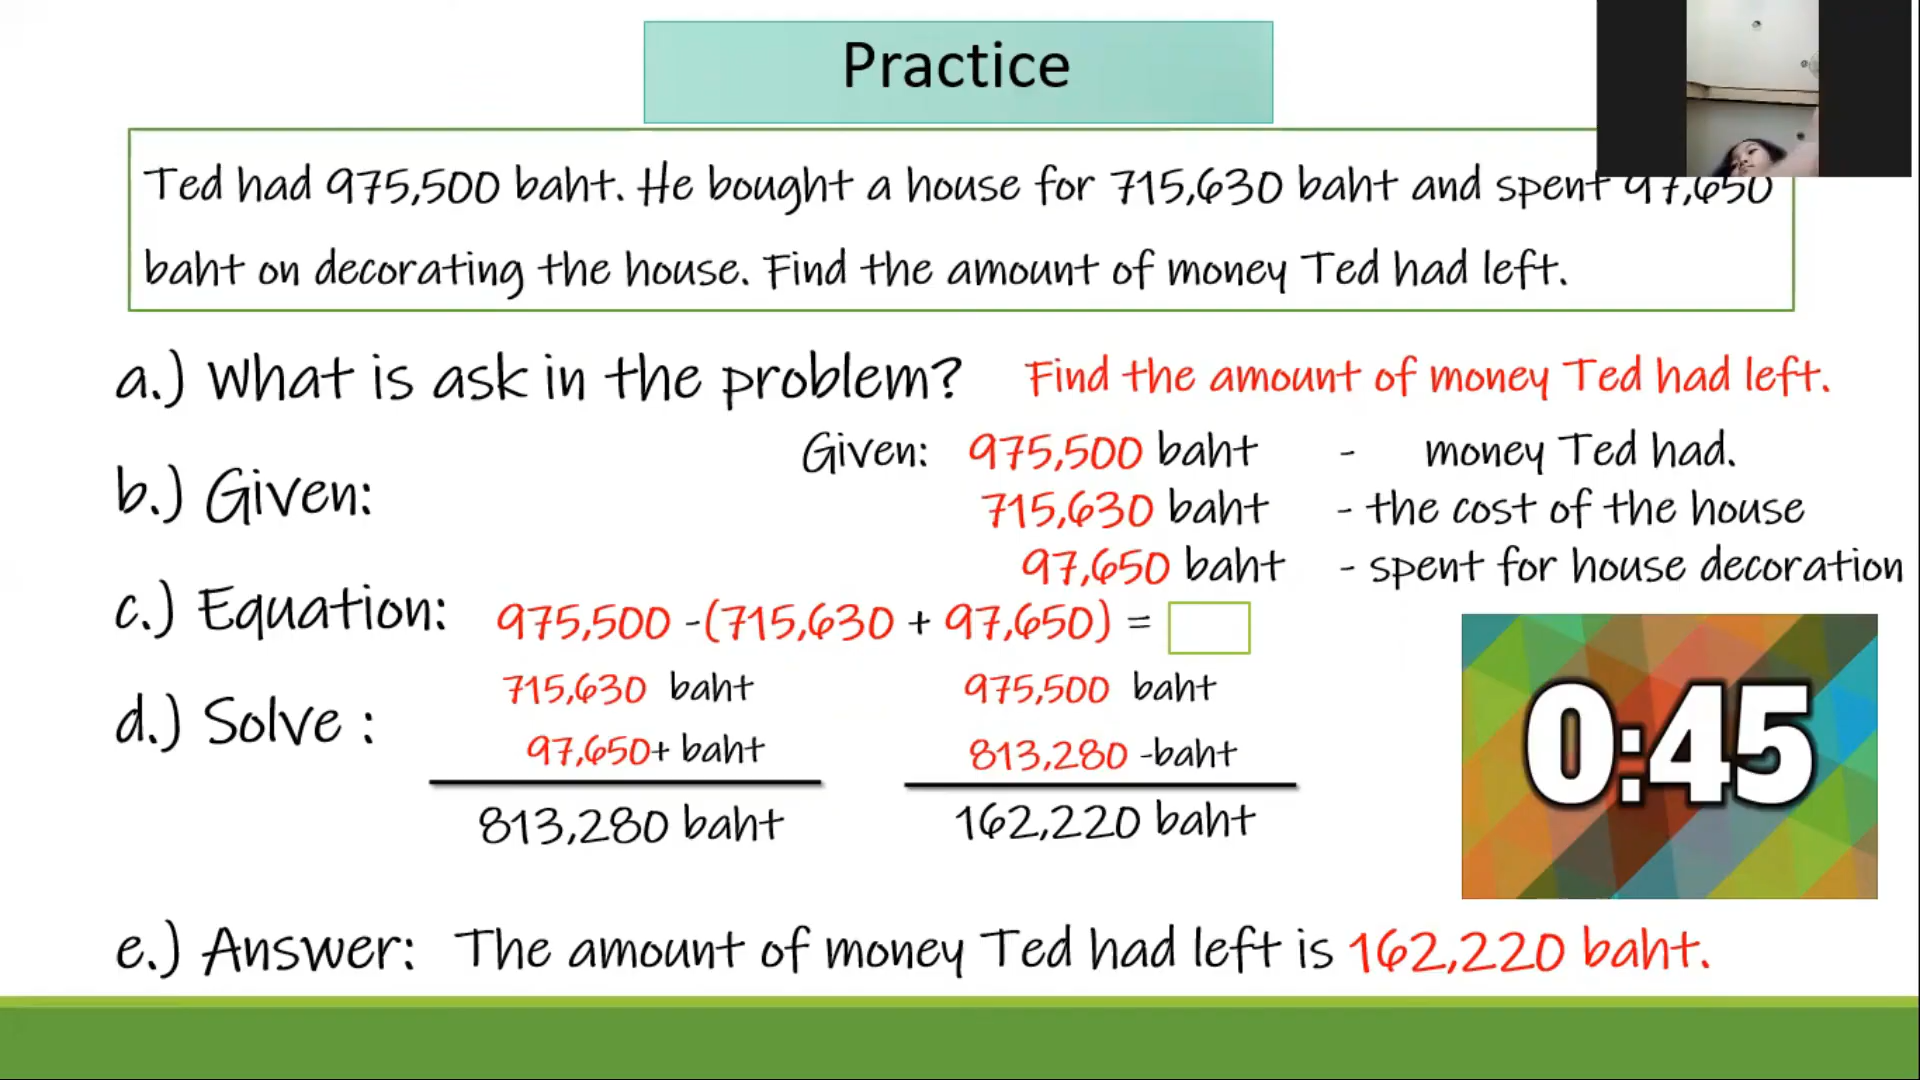 Practice
Ted had 975,500 baht. He bought a house for 715,630 baht and spent 97,650
baht on decorating the house. Find the amount of money Ted had left.
a.) What is ask in the problem? Find the amount of money Ted had left.
b.) Given:
Given: 975,500 baht - money Ted had.
715,630 baht - the cost of the house
97,650 baht - spent for house decoration
c.) Equation: 975,500 -(715,630 + 97,650) =
d.) Solve :
715,630 baht
97,650+ baht
813,280 baht
975,500 baht
813,280 -baht
162,220 baht
0:45
e.) Answer: The amount of money Ted had left is 162,220 baht.